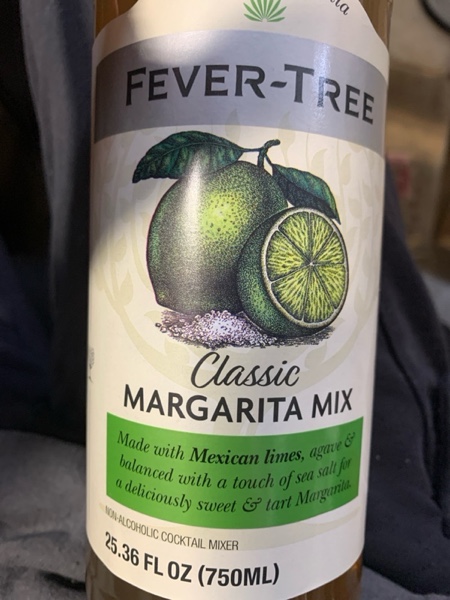 FEVER-TREE
Classic
MARGARITA MIX
Made with Mexican limes, agave &
balanced with a touch of sea salt for
a deliciously sweet & tart Margarita.
NON-ALCOHOLIC COCKTAIL MIXER
25.36 FL OZ (750ML)